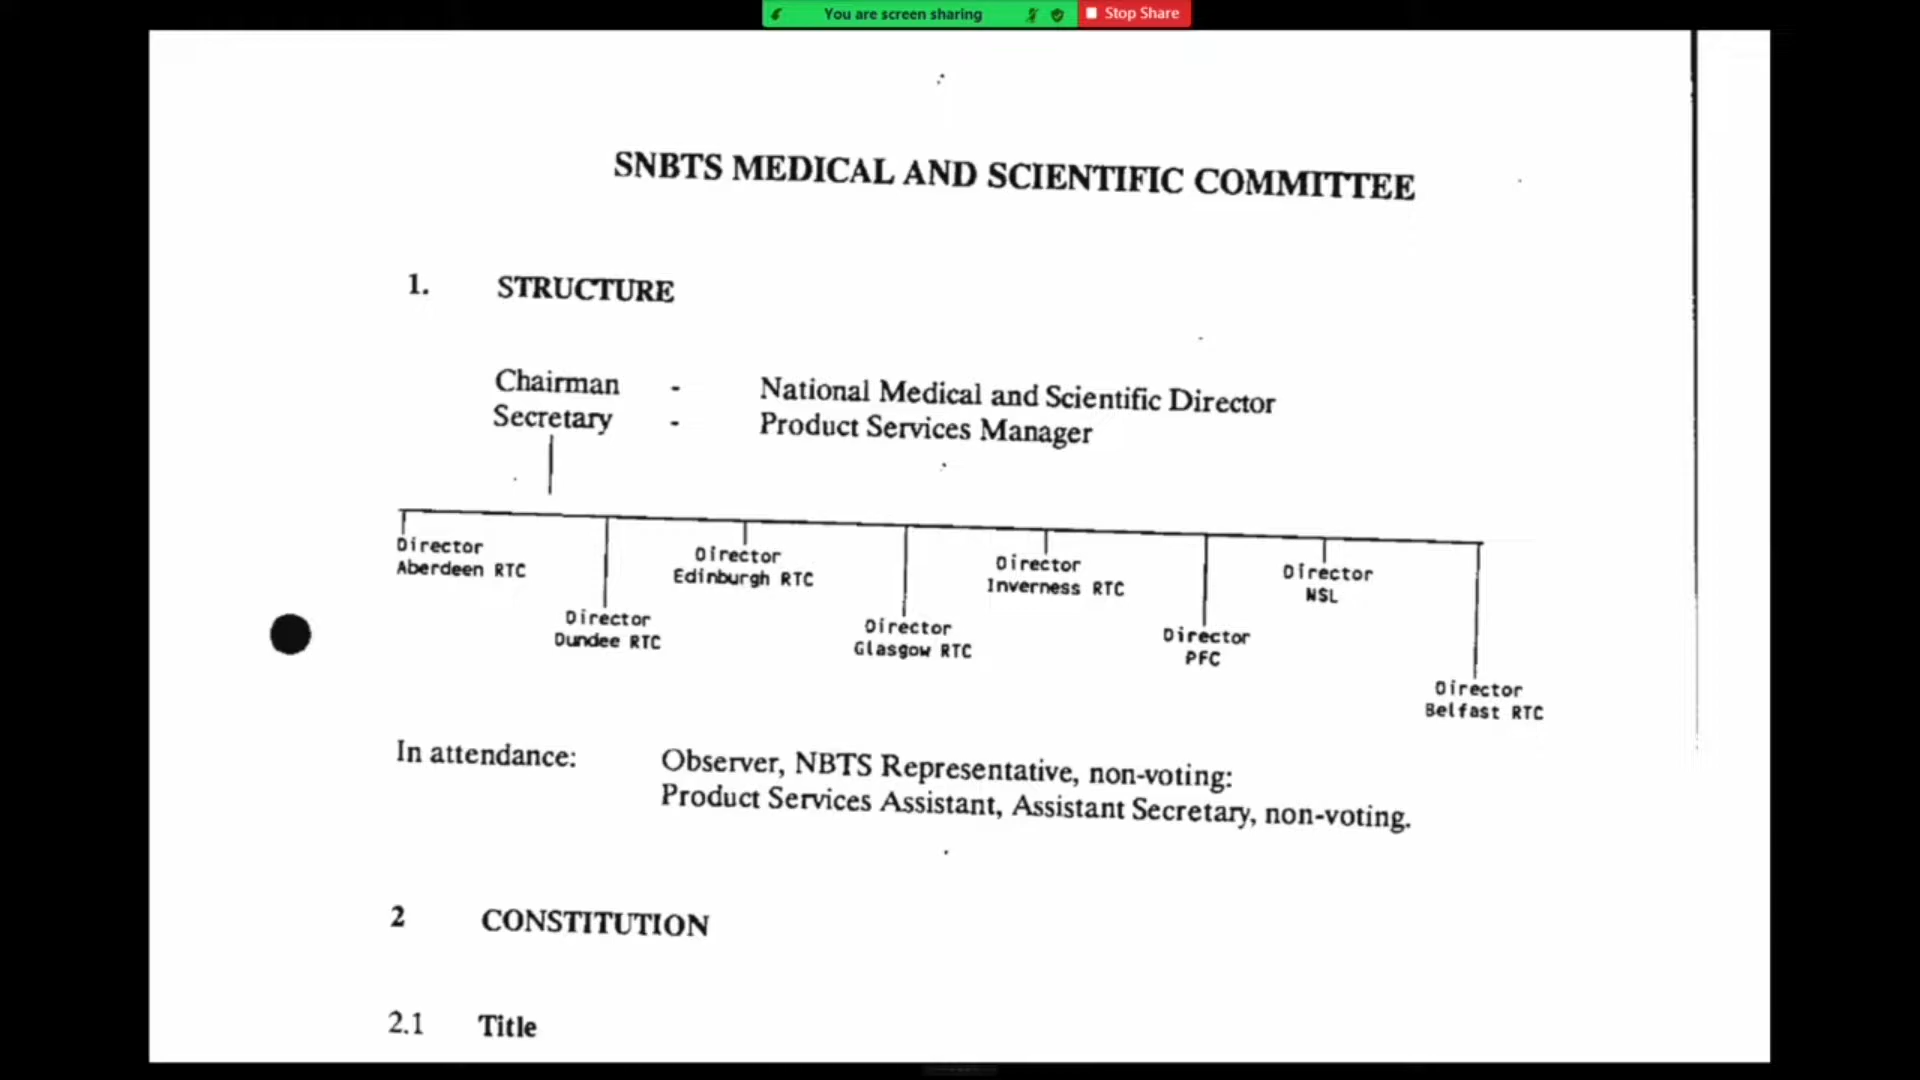 You are screen sharing
Stop Share
SNBTS MEDICAL AND SCIENTIFIC COMMITTEE
1. STRUCTURE
Chairman - National Medical and Scientific Director
Secretary - Product Services Manager
Director
Aberdeen RTC
Director
Dundee RTC
Director
Edinburgh RTC
Director
Glasgow RTC
Director
Inverness RTC
Director
PFC
Director
NSL
Director
Belfast RTC
In attendance: Observer, NBTS Representative, non-voting:
Product Services Assistant, Assistant Secretary, non-voting.
2 CONSTITUTION
2.1 Title